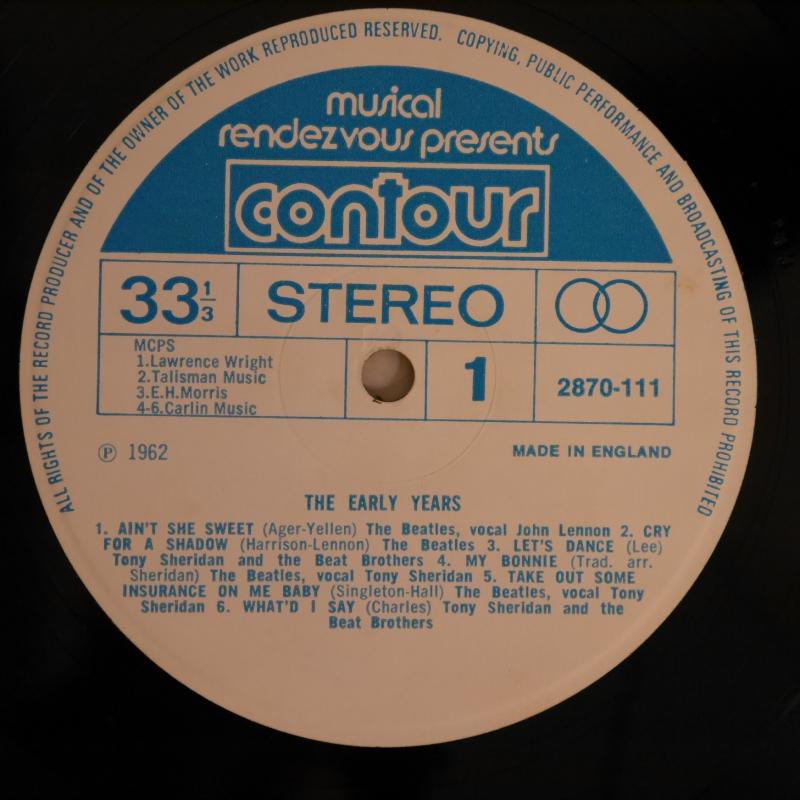 ALL RIGHTS OF THE RECORD PRODUCER AND OF THE OWNER OF THE WORK REPRODUCED RESERVED. COPYING, PUBLIC PERFORMANCE AND BROADCASTING OF THIS RECORD PROHIBITED
musical
rendezvous presents
contour
33 1/3
STEREO
MCPS
1.Lawrence Wright
2.Talisman Music
3.E.H.Morris
4-6.Carlin Music
1
2870-111
℗ 1962
MADE IN ENGLAND
THE EARLY YEARS
1. AIN'T SHE SWEET (Ager-Yellen) The Beatles, vocal John Lennon 2. CRY
FOR A SHADOW (Harrison-Lennon) The Beatles 3. LET'S DANCE (Lee)
Tony Sheridan and the Beat Brothers 4. MY BONNIE (Trad. arr.
Sheridan) The Beatles, vocal Tony Sheridan 5. TAKE OUT SOME
INSURANCE ON ME BABY (Singleton-Hall) The Beatles, vocal Tony
Sheridan 6. WHAT'D I SAY (Charles) Tony Sheridan and the
Beat Brothers